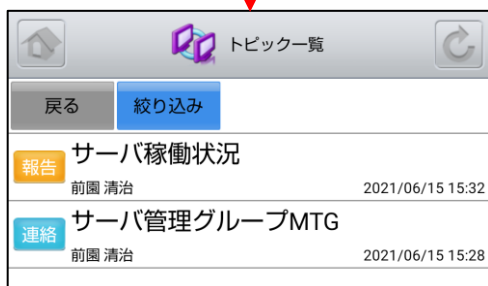 トピック一覧
戻る 絞り込み
報告 サーバ稼働状況
前園 清治 2021/06/15 15:32
連絡 サーバ管理グループMTG
前園 清治 2021/06/15 15:28